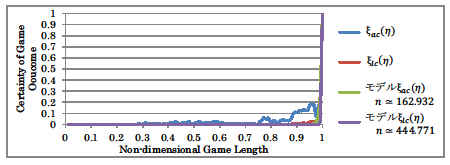 Certainty of Game
Ooucome
1
0.9
0.8
0.7
0.6
0.5
0.4
0.3
0.2
0.1
0
0 0.1 0.2 0.3 0.4 0.5 0.6 0.7 0.8 0.9 1
Non-dimensional Game Length
ξac(η)
ξtc(η)
モデルξac(η)
n ≃ 162.932
モデルξtc(η)
n ≃ 444.771